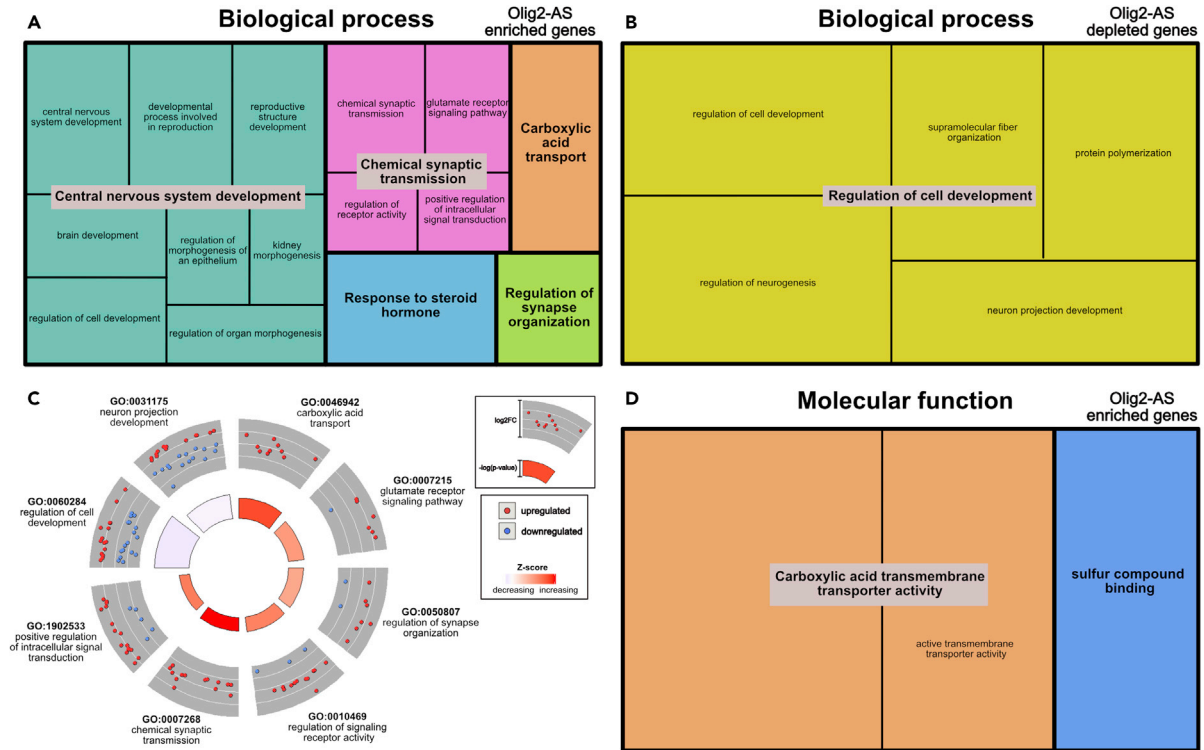 A
Biological process
Olig2-AS
enriched genes
central nervous
system development
developmental
process involved
in reproduction
reproductive
structure
development
Central nervous system development
brain development
regulation of
morphogenesis of
an epithelium
kidney
morphogenesis
regulation of cell development
regulation of organ morphogenesis
chemical synaptic
transmission
glutamate receptor
signaling pathway
Chemical synaptic
transmission
regulation of
receptor activity
positive regulation
of intracellular
signal transduction
Carboxylic
acid
transport
Response to steroid
hormone
Regulation of
synapse
organization
B
Biological process
Olig2-AS
depleted genes
regulation of cell development
supramolecular fiber
organization
protein polymerization
Regulation of cell development
regulation of neurogenesis
neuron projection development
C
GO:0031175
neuron projection
development
GO:0046942
carboxylic acid
transport
GO:0007215
glutamate receptor
signaling pathway
GO:0060284
regulation of cell
development
GO:0050807
regulation of synapse
organization
GO:1902533
positive regulation
of intracellular signal
transduction
GO:0007268
chemical synaptic
transmission
GO:0010469
regulation of signaling
receptor activity
log2FC
-log(p-value)
upregulated
downregulated
Z-score
decreasing increasing
D
Molecular function
Olig2-AS
enriched genes
Carboxylic acid transmembrane
transporter activity
active transmembrane
transporter activity
sulfur compound
binding